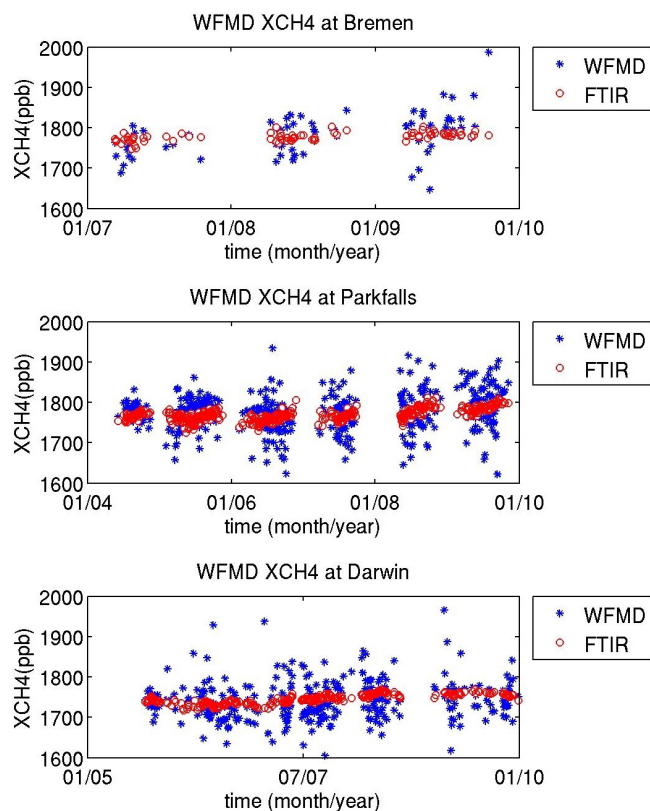 WFMD XCH4 at Bremen
2000
1900
1800
1700
1600
XCH4(ppb)
01/07
01/08
01/09
01/10
time (month/year)
WFMD
FTIR
WFMD XCH4 at Parkfalls
2000
1900
1800
1700
1600
XCH4(ppb)
01/04
01/06
01/08
01/10
time (month/year)
WFMD
FTIR
WFMD XCH4 at Darwin
2000
1900
1800
1700
1600
XCH4(ppb)
01/05
07/07
01/10
time (month/year)
WFMD
FTIR